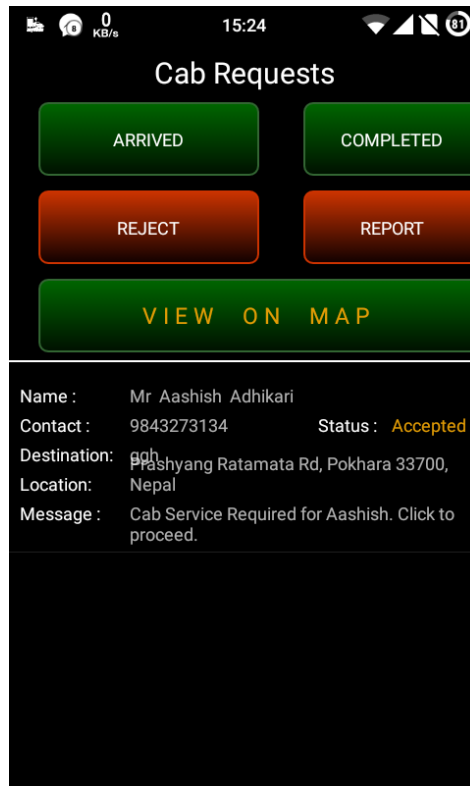 8 0 KB/s 15:24 81
Cab Requests
ARRIVED COMPLETED
REJECT REPORT
VIEW ON MAP
Name : Mr Aashish Adhikari
Contact : 9843273134 Status : Accepted
Destination: ggh
Location: Prashyang Ratamata Rd, Pokhara 33700,
Nepal
Message : Cab Service Required for Aashish. Click to
proceed.